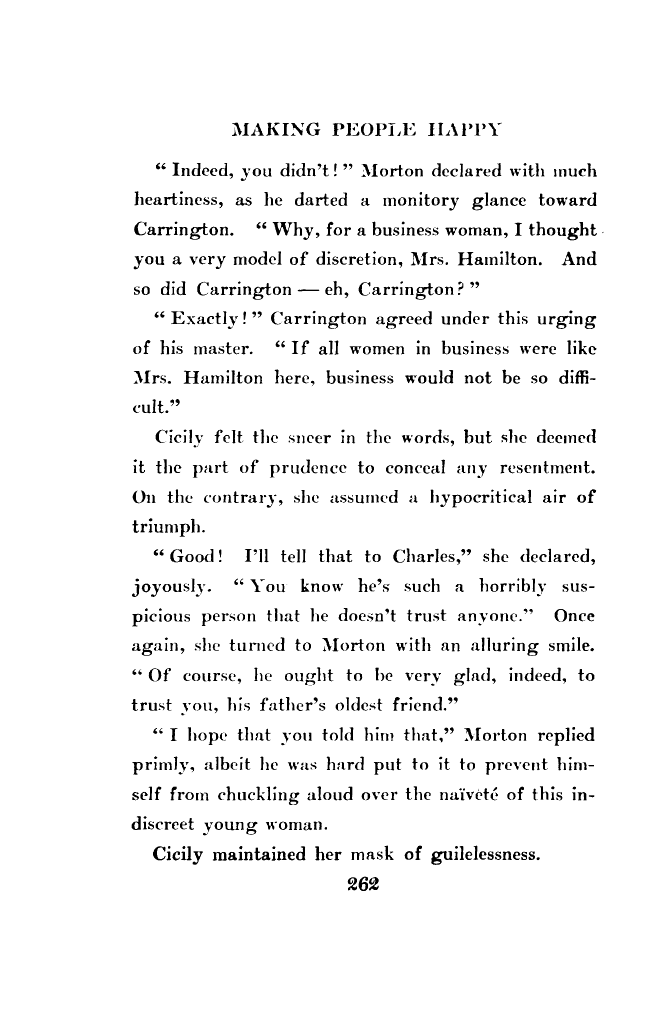 MAKING PEOPLE HAPPY
“ Indeed, you didn't! ” Morton declared with much
heartiness, as he darted a monitory glance toward
Carrington. “ Why, for a business woman, I thought
you a very model of discretion, Mrs. Hamilton. And
so did Carrington — eh, Carrington? ”
“ Exactly! ” Carrington agreed under this urging
of his master. “ If all women in business were like
Mrs. Hamilton here, business would not be so diffi-
cult.”
Cicily felt the sneer in the words, but she deemed
it the part of prudence to conceal any resentment.
On the contrary, she assumed a hypocritical air of
triumph.
“ Good! I'll tell that to Charles,” she declared,
joyously. “ You know he's such a horribly sus-
picious person that he doesn't trust anyone.” Once
again, she turned to Morton with an alluring smile.
“ Of course, he ought to be very glad, indeed, to
trust you, his father's oldest friend.”
“ I hope that you told him that,” Morton replied
primly, albeit he was hard put to it to prevent him-
self from chuckling aloud over the naïveté of this in-
discreet young woman.
Cicily maintained her mask of guilelessness.
262